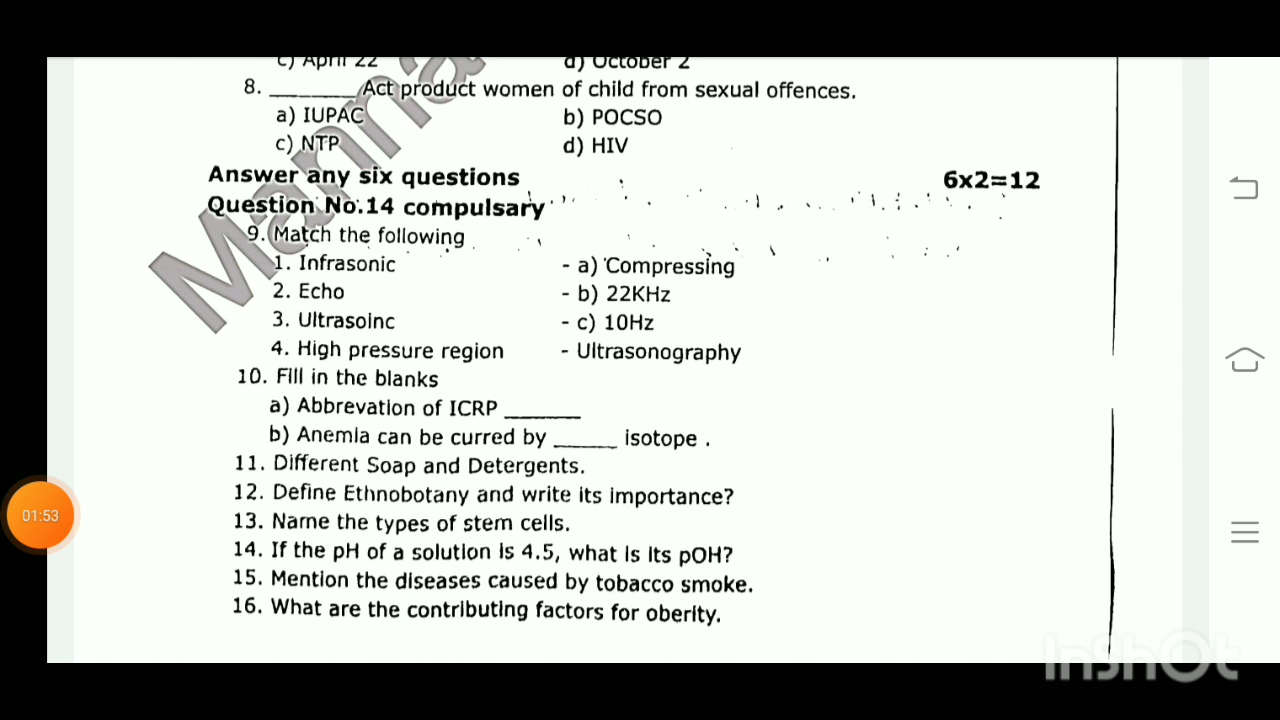 c) April 22 d) October 2
8. ________ Act product women of child from sexual offences.
a) IUPAC b) POCSO
c) NTP d) HIV
Answer any six questions 6x2=12
Question No.14 compulsary
9. Match the following
1. Infrasonic - a) Compressing
2. Echo - b) 22KHz
3. Ultrasoinc - c) 10Hz
4. High pressure region - Ultrasonography
10. Fill in the blanks
a) Abbrevation of ICRP _______
b) Anemia can be curred by ______ isotope .
11. Different Soap and Detergents.
12. Define Ethnobotany and write its importance?
13. Name the types of stem cells.
14. If the pH of a solution is 4.5, what is its pOH?
15. Mention the diseases caused by tobacco smoke.
16. What are the contributing factors for oberity.
01:53
InShOt